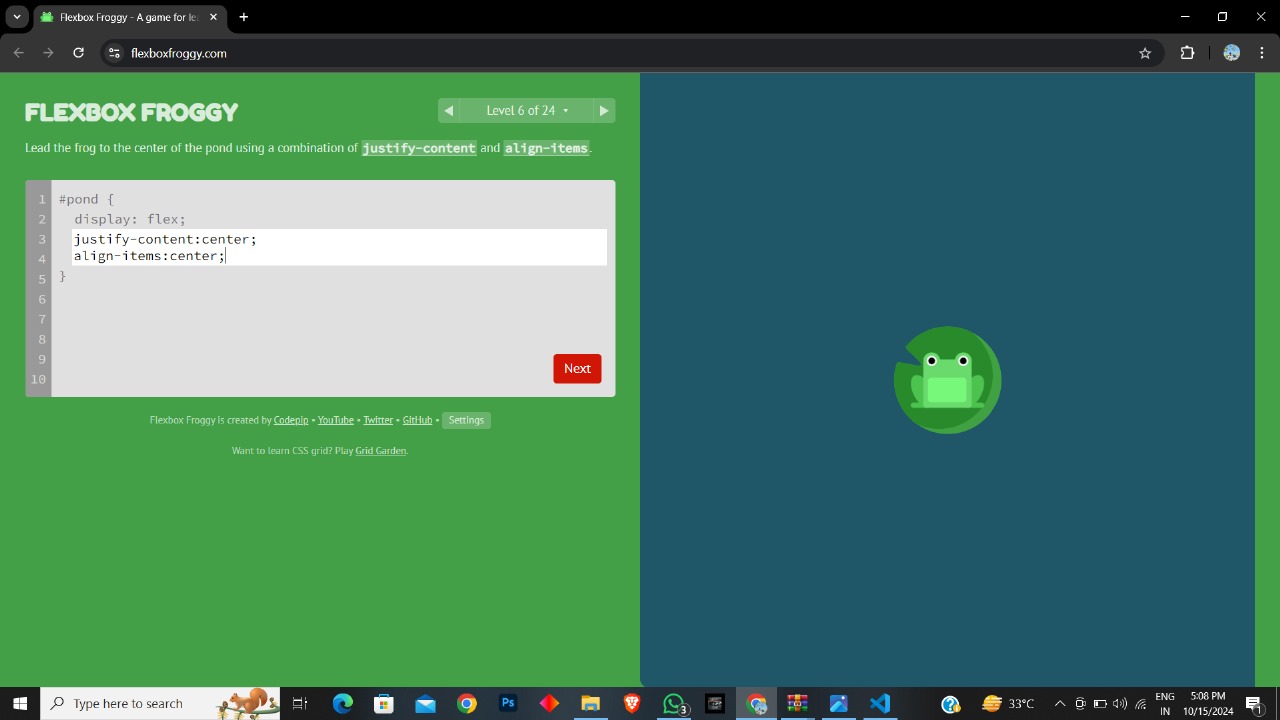 Flexbox Froggy - A game for le
flexboxfroggy.com
FLEXBOX FROGGY
Level 6 of 24
Lead the frog to the center of the pond using a combination of justify-content and align-items.
1 #pond {
2 display: flex;
3 justify-content:center;
4 align-items:center;
5 }
6
7
8
9
10
Next
Flexbox Froggy is created by Codepip • YouTube • Twitter • GitHub • Settings
Want to learn CSS grid? Play Grid Garden.
Type here to search
Ps
3
33°C
ENG
IN
5:08 PM
10/15/2024
1